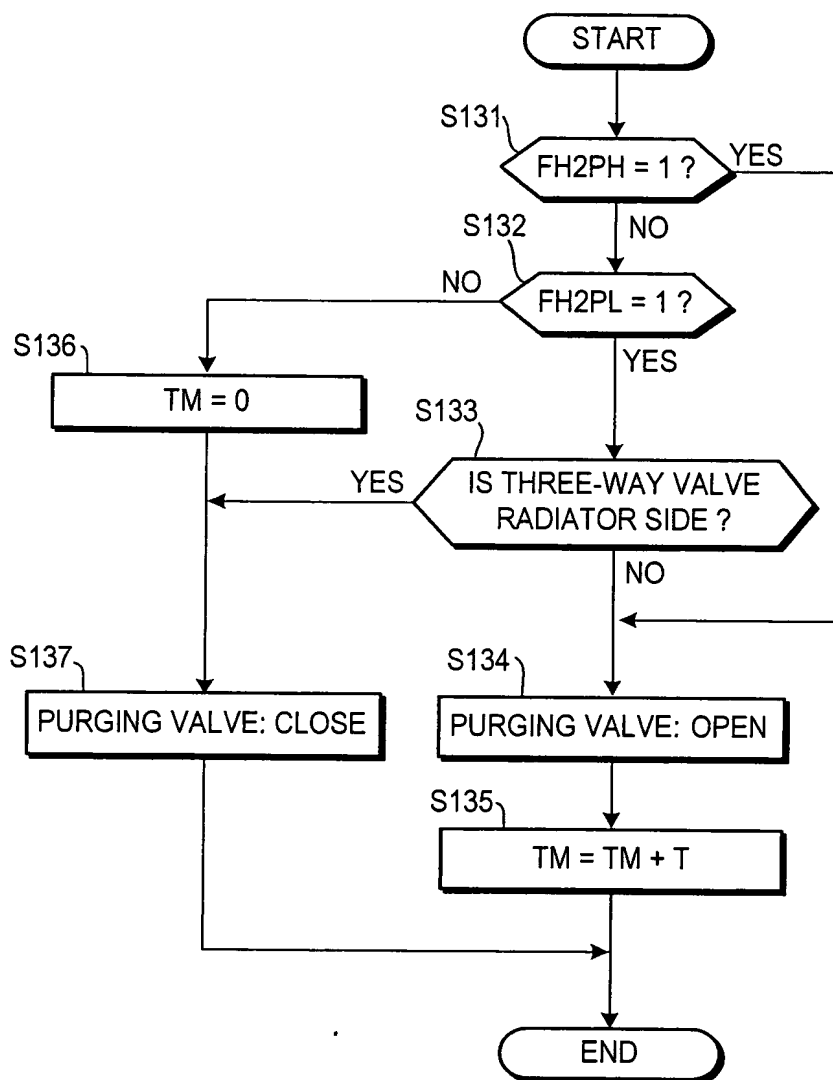 START
S131
FH2PH = 1 ?
YES
NO
S132
NO
FH2PL = 1 ?
YES
S136
TM = 0
S133
YES
IS THREE-WAY VALVE
RADIATOR SIDE ?
NO
S137
PURGING VALVE: CLOSE
S134
PURGING VALVE: OPEN
S135
TM = TM + T
END